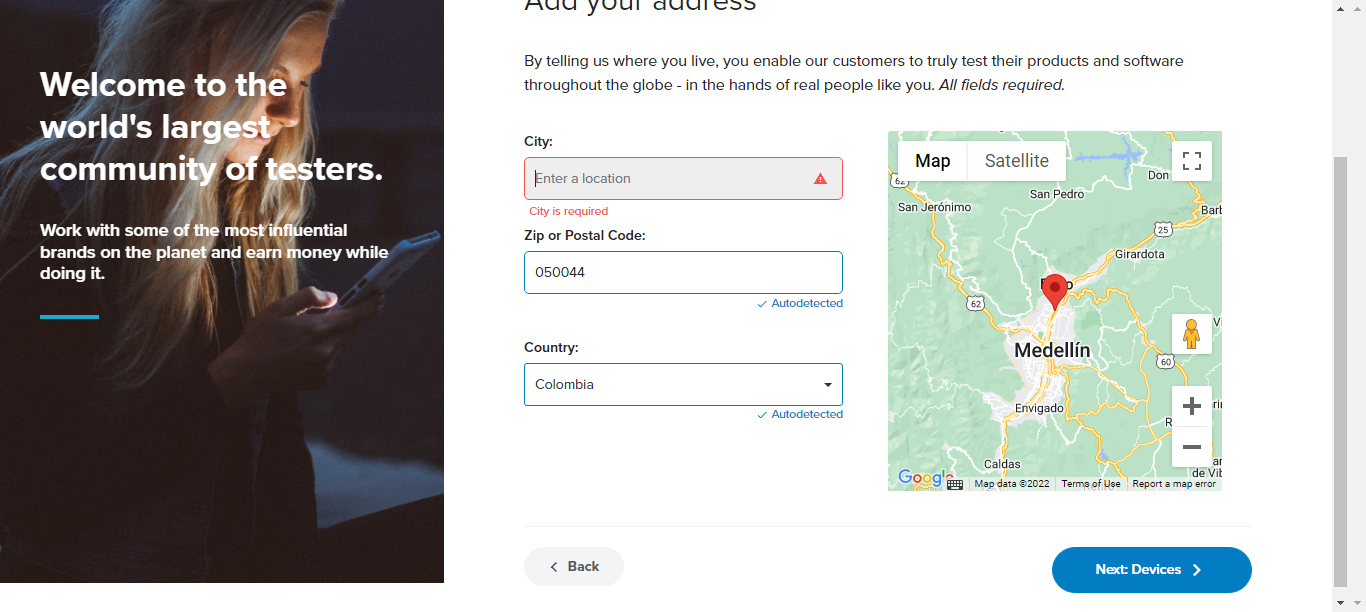 Add your address
Welcome to the
world's largest
community of testers.
Work with some of the most influential
brands on the planet and earn money while
doing it.
By telling us where you live, you enable our customers to truly test their products and software
throughout the globe - in the hands of real people like you. All fields required.
City:
Enter a location
City is required
Zip or Postal Code:
050044
Autodetected
Country:
Colombia
Autodetected
Map
Satellite
62
Don
San Pedro
San Jerónimo
Barb
25
Girardota
62
Medellín
60
Envigado
Caldas
de Vib
Google
Map data ©2022
Terms of Use
Report a map error
Back
Next: Devices